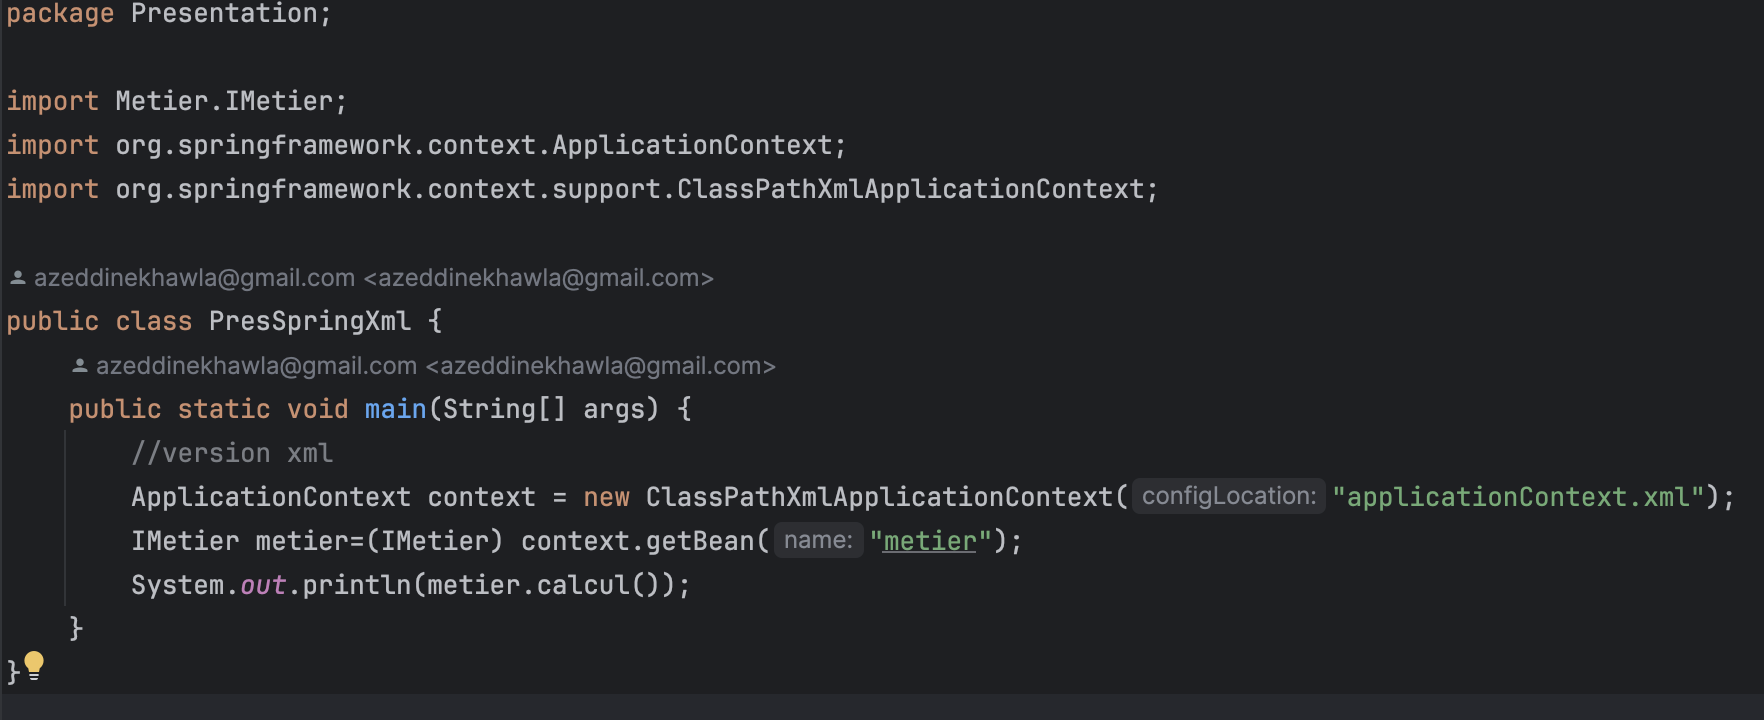 package Presentation;
import Metier.IMetier;
import org.springframework.context.ApplicationContext;
import org.springframework.context.support.ClassPathXmlApplicationContext;
azeddinekhawla@gmail.com <azeddinekhawla@gmail.com>
public class PresSpringXml {
azeddinekhawla@gmail.com <azeddinekhawla@gmail.com>
public static void main(String[] args) {
//version xml
ApplicationContext context = new ClassPathXmlApplicationContext( configLocation: "applicationContext.xml");
IMetier metier=(IMetier) context.getBean( name: "metier");
System.out.println(metier.calcul());
}
}